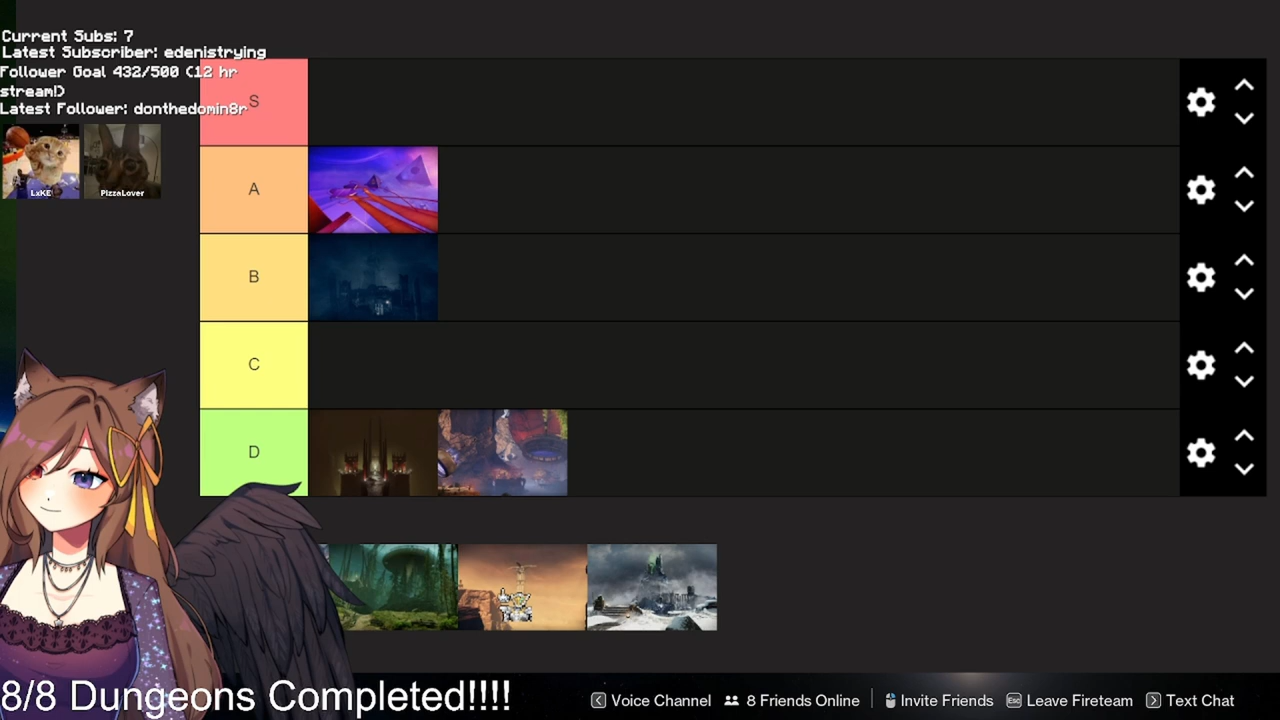 Current Subs: 7
Latest Subscriber: edenistrying
Follower Goal 432/500 (12 hr
stream!)
Latest Follower: donthedomin8r
LxKE
PizzaLover
S
A
B
C
D
8/8 Dungeons Completed!!!!
Voice Channel
8 Friends Online
Invite Friends
Esc
Leave Fireteam
Text Chat